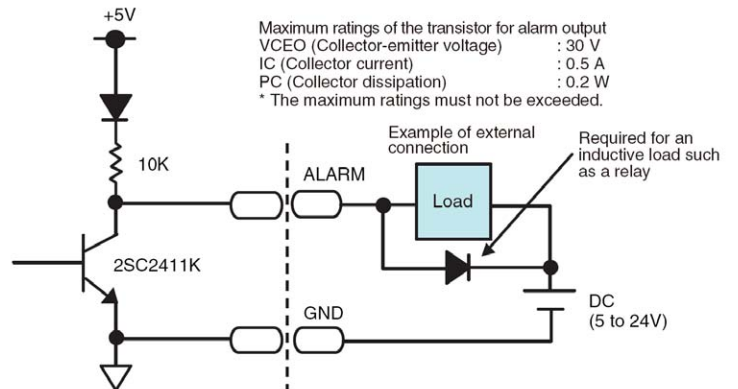 +5V
Maximum ratings of the transistor for alarm output
VCEO (Collector-emitter voltage) : 30 V
IC (Collector current) : 0.5 A
PC (Collector dissipation) : 0.2 W
* The maximum ratings must not be exceeded.
Example of external
connection
Required for an
inductive load such
as a relay
10K
ALARM
Load
2SC2411K
GND
DC
(5 to 24V)